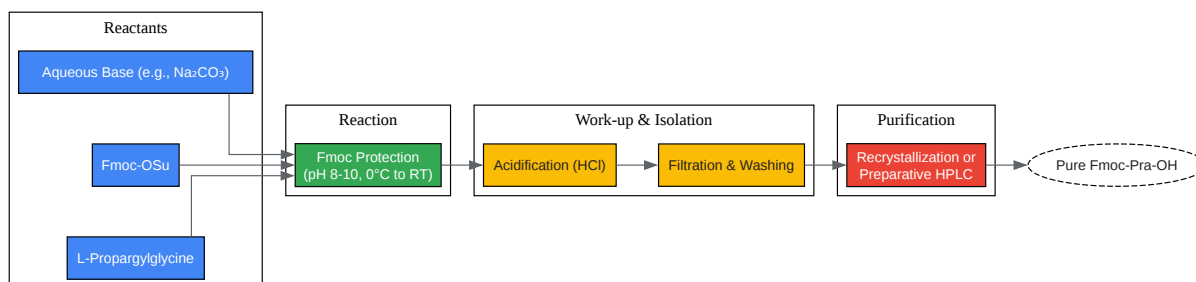 Reactants
Aqueous Base (e.g., Na₂CO₃)
Fmoc-OSu
L-Propargylglycine
Reaction
Fmoc Protection
(pH 8-10, 0°C to RT)
Work-up & Isolation
Acidification (HCl)
Filtration & Washing
Purification
Recrystallization or
Preparative HPLC
Pure Fmoc-Pra-OH